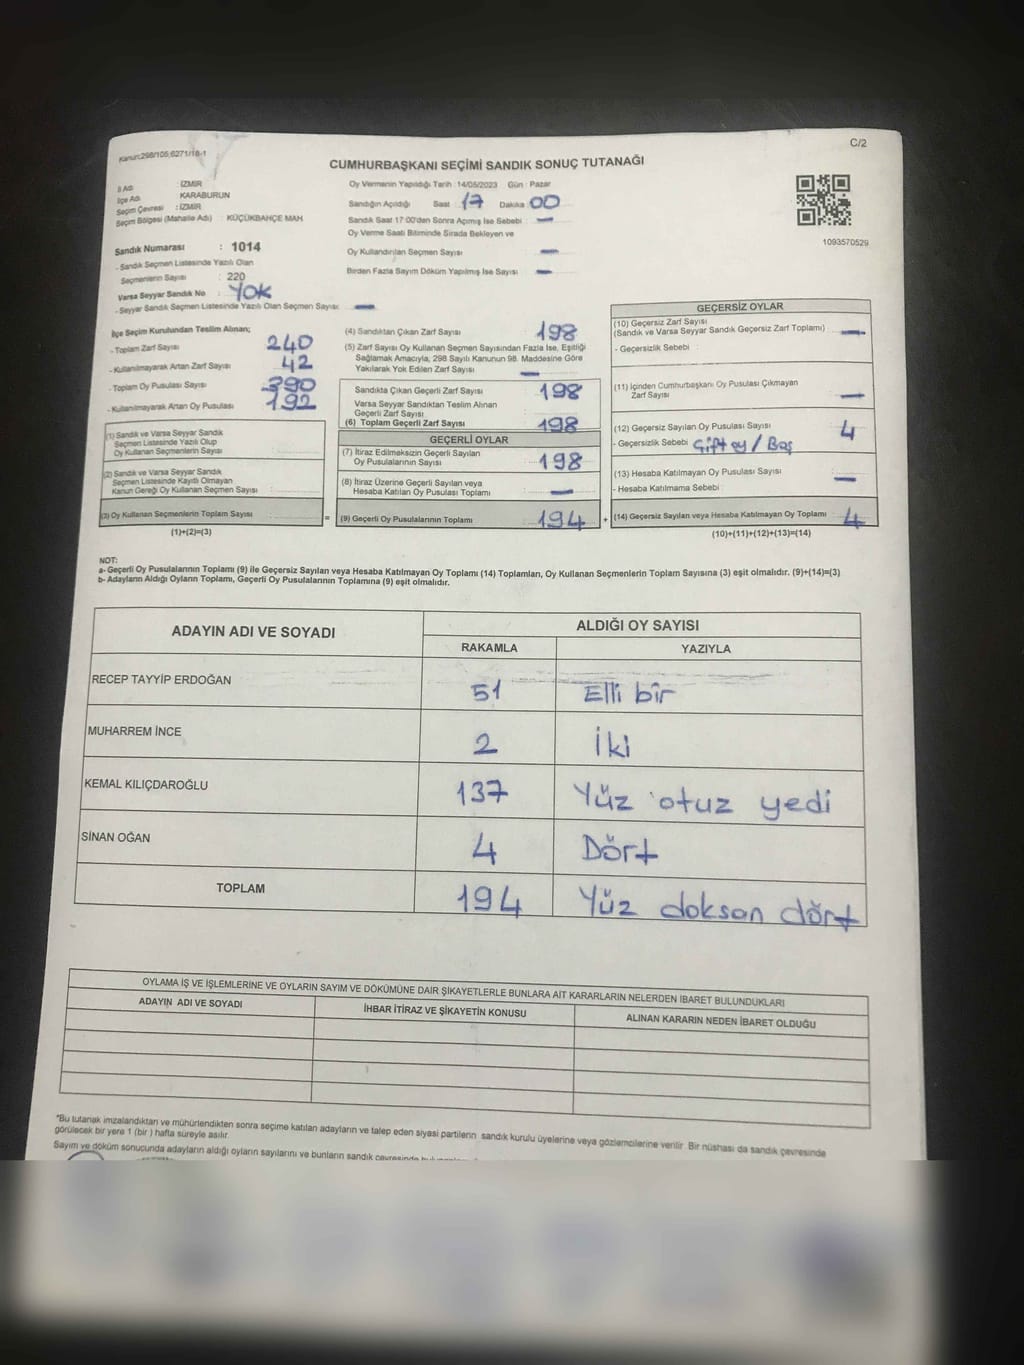 Kanun:298/105,6271/18-1
C/2
CUMHURBAŞKANI SEÇİMİ SANDIK SONUÇ TUTANAĞI
İl Adı : İZMİR
İlçe Adı : KARABURUN
Seçim Çevresi : İZMİR
Seçim Bölgesi (Mahalle Adı) : KÜÇÜKBAHÇE MAH
Sandık Numarası : 1014
- Sandık Seçmen Listesinde Yazılı Olan
Seçmenlerin Sayısı : 220
Varsa Seyyar Sandık No : YOK
- Seyyar Sandık Seçmen Listesinde Yazılı Olan Seçmen Sayısı: —
Oy Vermenin Yapıldığı Tarih : 14/05/2023 Gün : Pazar
Sandığın Açıldığı Saat : 17 Dakika : 00
Sandık Saat 17:00'dan Sonra Açımış İse Sebebi : —
Oy Verme Saati Bitiminde Sırada Bekleyen ve
Oy Kullandırılan Seçmen Sayısı : —
Birden Fazla Sayım Döküm Yapılmış İse Sayısı : —
1093570529
İlçe Seçim Kurulundan Teslim Alınan;
- Toplam Zarf Sayısı : 240
- Kullanılmayarak Artan Zarf Sayısı : 42
- Toplam Oy Pusulası Sayısı : 390
- Kullanılmayarak Artan Oy Pusulası : 192
(1) Sandık ve Varsa Seyyar Sandık
Seçmen Listesinde Yazılı Olup
Oy Kullanan Seçmenlerin Sayısı :
(2) Sandık ve Varsa Seyyar Sandık
Seçmen Listesinde Kayıtlı Olmayan
Kanun Gereği Oy Kullanan Seçmen Sayısı :
(3) Oy Kullanan Seçmenlerin Toplam Sayısı :
(1)+(2)=(3)
=
(4) Sandıktan Çıkan Zarf Sayısı : 198
(5) Zarf Sayısı Oy Kullanan Seçmen Sayısından Fazla İse, Eşitliği
Sağlamak Amacıyla, 298 Sayılı Kanunun 98. Maddesine Göre
Yakılarak Yok Edilen Zarf Sayısı : —
Sandıkta Çıkan Geçerli Zarf Sayısı : 198
Varsa Seyyar Sandıktan Teslim Alınan
Geçerli Zarf Sayısı :
(6) Toplam Geçerli Zarf Sayısı : 198
GEÇERLİ OYLAR
(7) İtiraz Edilmeksizin Geçerli Sayılan
Oy Pusulalarının Sayısı : 198
(8) İtiraz Üzerine Geçerli Sayılan veya
Hesaba Katılan Oy Pusulası Toplamı : —
(9) Geçerli Oy Pusulalarının Toplamı : 194
+
GEÇERSİZ OYLAR
(10) Geçersiz Zarf Sayısı
(Sandık ve Varsa Seyyar Sandık Geçersiz Zarf Toplamı) : —
- Geçersizlik Sebebi :
(11) İçinden Cumhurbaşkanı Oy Pusulası Çıkmayan
Zarf Sayısı : —
(12) Geçersiz Sayılan Oy Pusulası Sayısı : 4
- Geçersizlik Sebebi : Çift oy / Boş
(13) Hesaba Katılmayan Oy Pusulası Sayısı : —
- Hesaba Katılmama Sebebi :
(14) Geçersiz Sayılan veya Hesaba Katılmayan Oy Toplamı : 4
(10)+(11)+(12)+(13)=(14)
NOT:
a- Geçerli Oy Pusulalarının Toplamı (9) ile Geçersiz Sayılan veya Hesaba Katılmayan Oy Toplamı (14) Toplamları, Oy Kullanan Seçmenlerin Toplam Sayısına (3) eşit olmalıdır. (9)+(14)=(3)
b- Adayların Aldığı Oyların Toplamı, Geçerli Oy Pusulalarının Toplamına (9) eşit olmalıdır.
ADAYIN ADI VE SOYADI ALDIĞI OY SAYISI
RAKAMLA YAZIYLA
RECEP TAYYİP ERDOĞAN 51 Elli bir
MUHARREM İNCE 2 İki
KEMAL KILIÇDAROĞLU 137 Yüz otuz yedi
SİNAN OĞAN 4 Dört
TOPLAM 194 Yüz doksan dört
OYLAMA İŞ VE İŞLEMLERİNE VE OYLARIN SAYIM VE DÖKÜMÜNE DAİR ŞİKAYETLERLE BUNLARA AİT KARARLARIN NELERDEN İBARET BULUNDUKLARI
ADAYIN ADI VE SOYADI İHBAR İTİRAZ VE ŞİKAYETİN KONUSU ALINAN KARARIN NEDEN İBARET OLDUĞU
*Bu tutanak imzalandıktan ve mühürlendikten sonra seçime katılan adayların ve talep eden siyasi partilerin sandık kurulu üyelerine veya gözlemcilerine verilir. Bir nüshası da sandık çevresinde
görülecek bir yere 1 (bir) hafta süreyle asılır.
Sayım ve döküm sonucunda adayların aldığı oyların sayılarını ve bunların sandık çevresinde